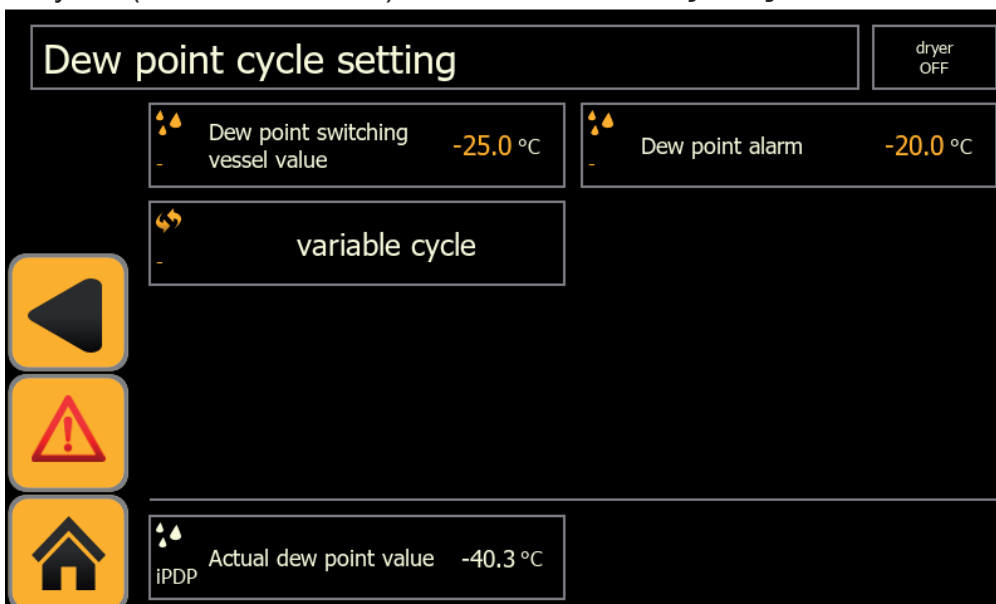 Dew point cycle setting
dryer
OFF
Dew point switching
vessel value
-25.0 °C
-
Dew point alarm
-20.0 °C
-
variable cycle
-
Actual dew point value
-40.3 °C
iPDP